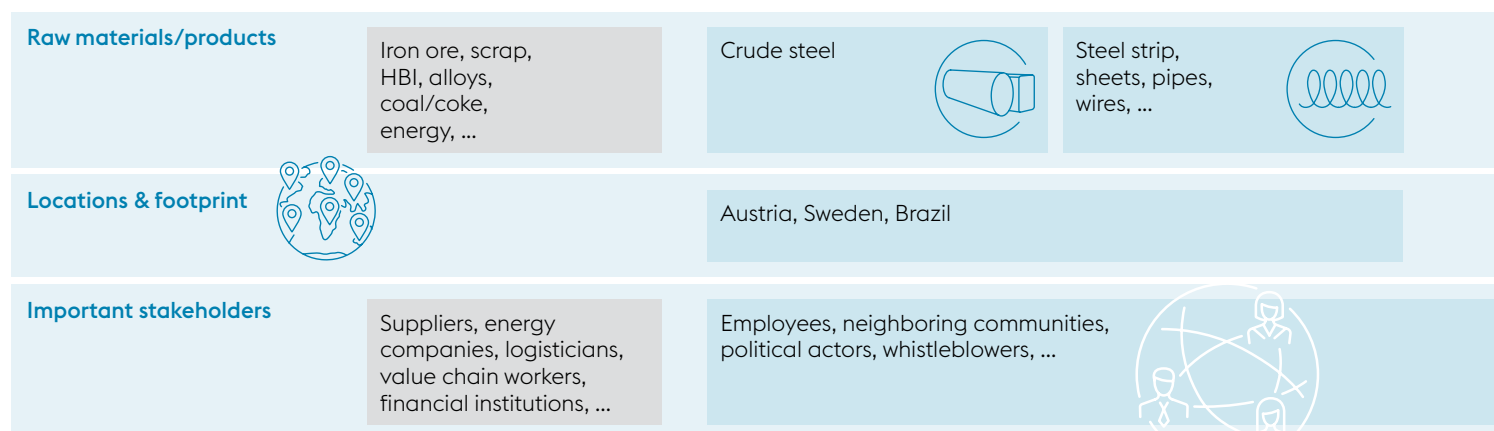 Raw materials/products
Iron ore, scrap,
HBI, alloys,
coal/coke,
energy, ...
Crude steel
Steel strip,
sheets, pipes,
wires, ...
Locations & footprint
Austria, Sweden, Brazil
Important stakeholders
Suppliers, energy
companies, logisticians,
value chain workers,
financial institutions, ...
Employees, neighboring communities,
political actors, whistleblowers, ...